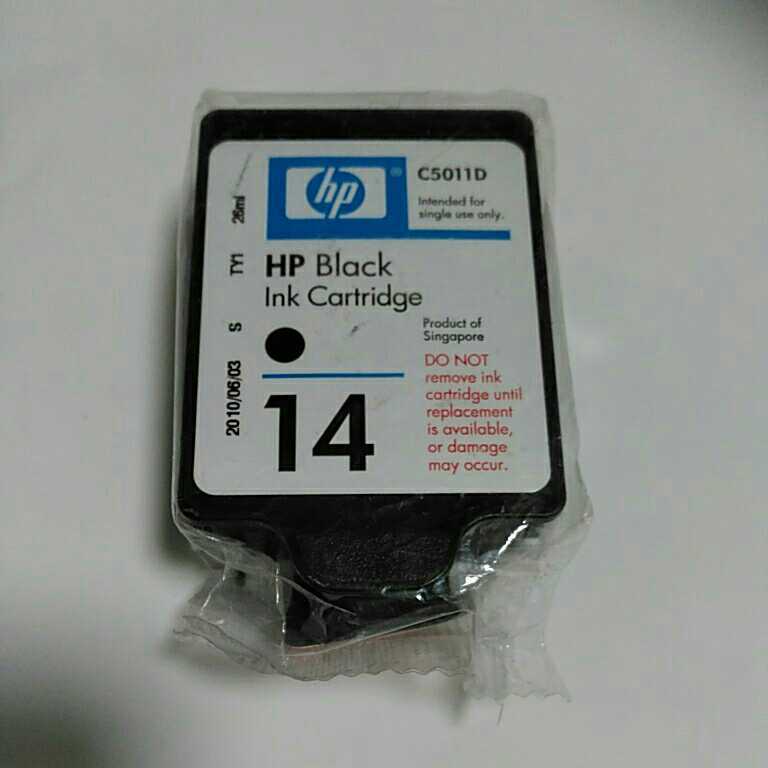 hp®
C5011D
Intended for
single use only.
HP Black
Ink Cartridge
Product of
Singapore
DO NOT
remove ink
cartridge until
replacement
is available,
or damage
may occur.
14
2010/06/03 S TY1 26ml